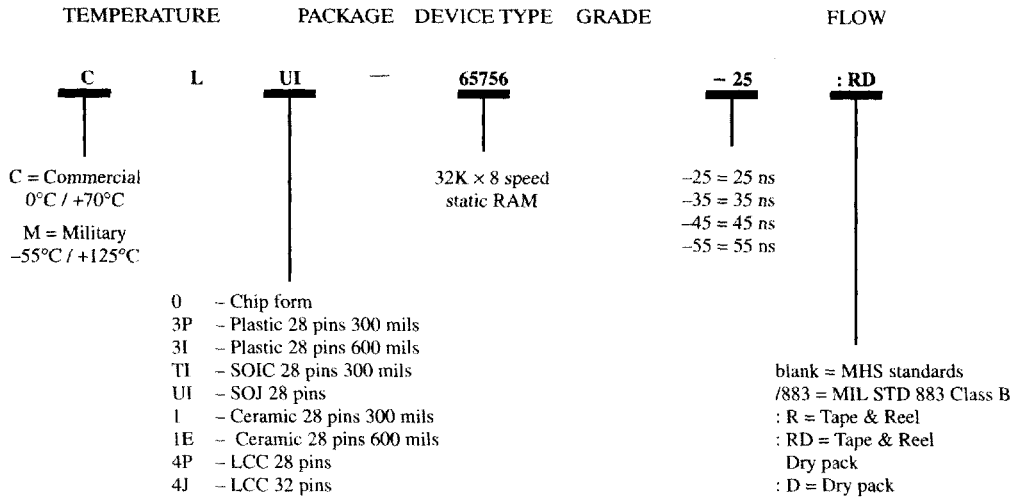 TEMPERATURE PACKAGE DEVICE TYPE GRADE FLOW
C L UI — 65756 – 25 : RD
C = Commercial
0°C / +70°C
M = Military
–55°C / +125°C
32K × 8 speed
static RAM
–25 = 25 ns
–35 = 35 ns
–45 = 45 ns
–55 = 55 ns
0 – Chip form
3P – Plastic 28 pins 300 mils
3I – Plastic 28 pins 600 mils
TI – SOIC 28 pins 300 mils
UI – SOJ 28 pins
1 – Ceramic 28 pins 300 mils
1E – Ceramic 28 pins 600 mils
4P – LCC 28 pins
4J – LCC 32 pins
blank = MHS standards
/883 = MIL STD 883 Class B
: R = Tape & Reel
: RD = Tape & Reel
Dry pack
: D = Dry pack